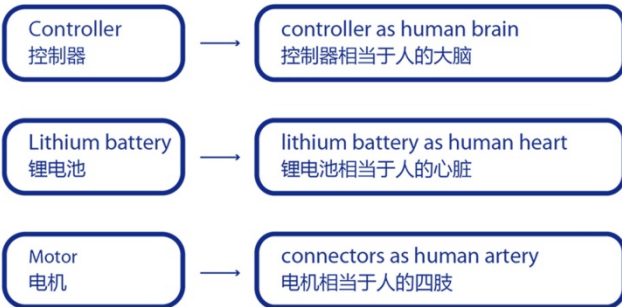 Controller
控制器
controller as human brain
控制器相当于人的大脑
Lithium battery
锂电池
lithium battery as human heart
锂电池相当于人的心脏
Motor
电机
connectors as human artery
电机相当于人的四肢